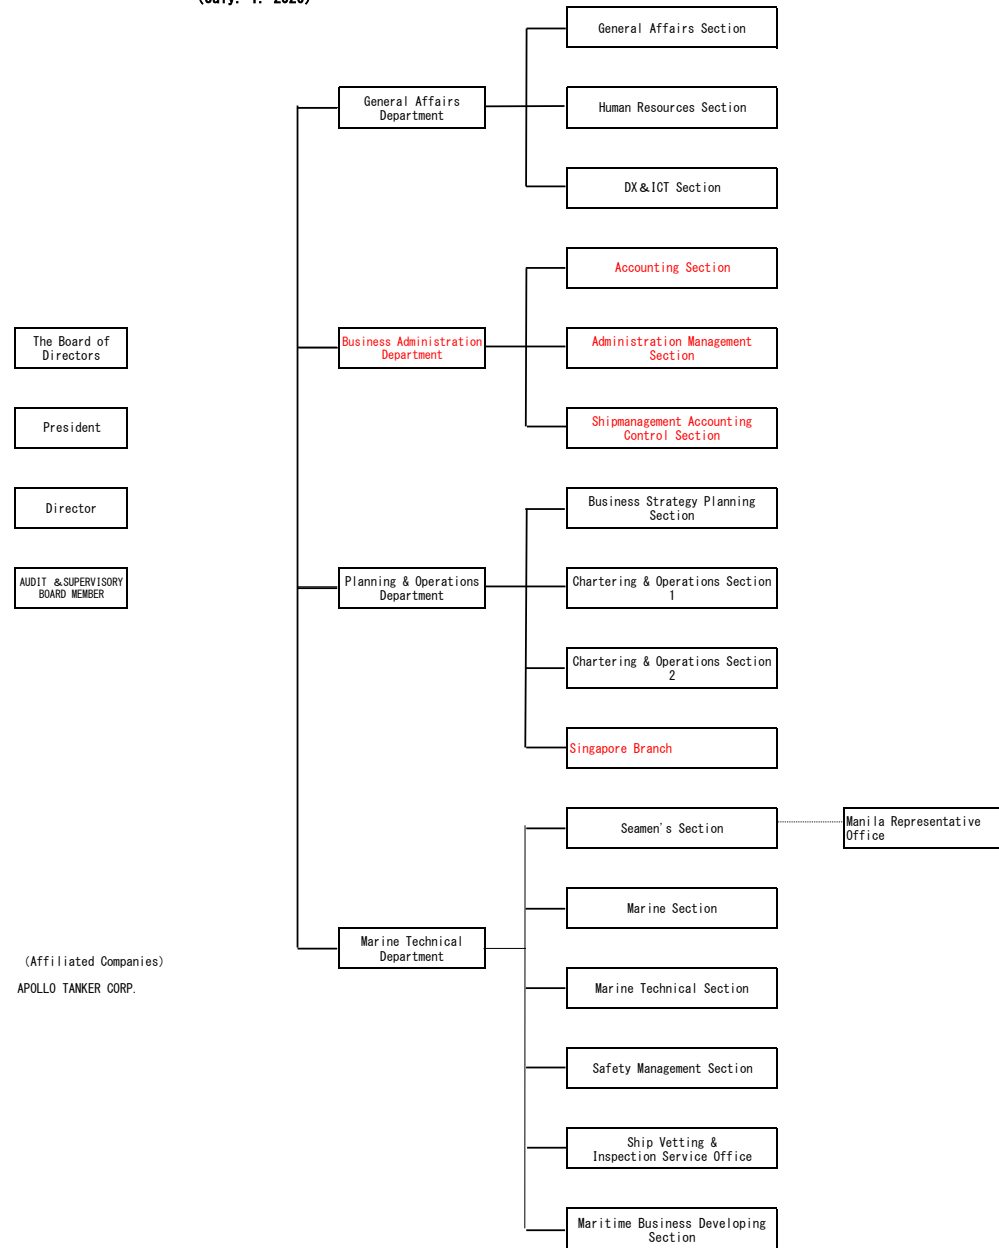 General Affairs Section
General Affairs
Department
Human Resources Section
DX&ICT Section
Accounting Section
The Board of
Directors
Business Administration
Department
Administration Management
Section
President
Shipmanagement Accounting
Control Section
Director
Business Strategy Planning
Section
AUDIT &SUPERVISORY
BOARD MEMBER
Planning & Operations
Department
Chartering & Operations Section
1
Chartering & Operations Section
2
Singapore Branch
Seamen's Section
Manila Representative
Office
Marine Section
Marine Technical
Department
(Affiliated Companies)
APOLLO TANKER CORP.
Marine Technical Section
Safety Management Section
Ship Vetting &
Inspection Service Office
Maritime Business Developing
Section